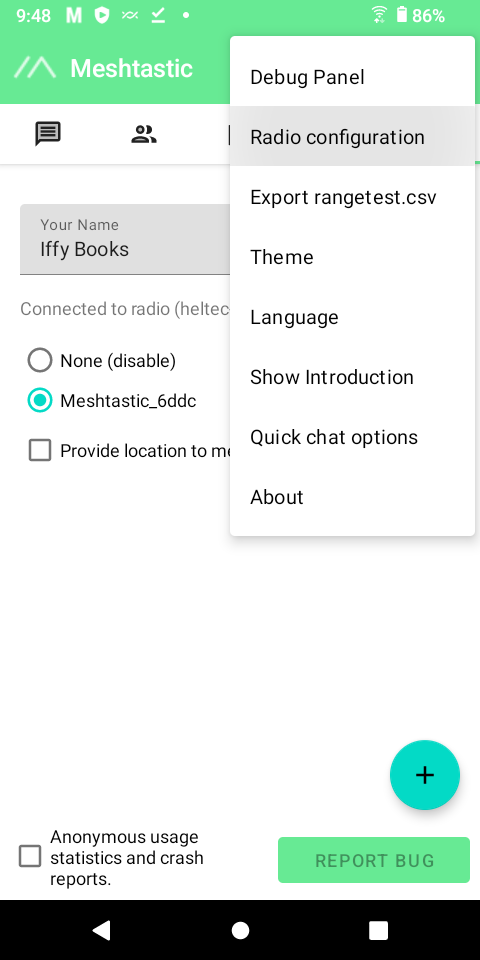 9:48
86%
Meshtastic
Debug Panel
Radio configuration
Export rangetest.csv
Theme
Language
Show Introduction
Quick chat options
About
Your Name
Iffy Books
Connected to radio (heltec
None (disable)
Meshtastic_6ddc
Provide location to me
Anonymous usage
statistics and crash
reports.
REPORT BUG